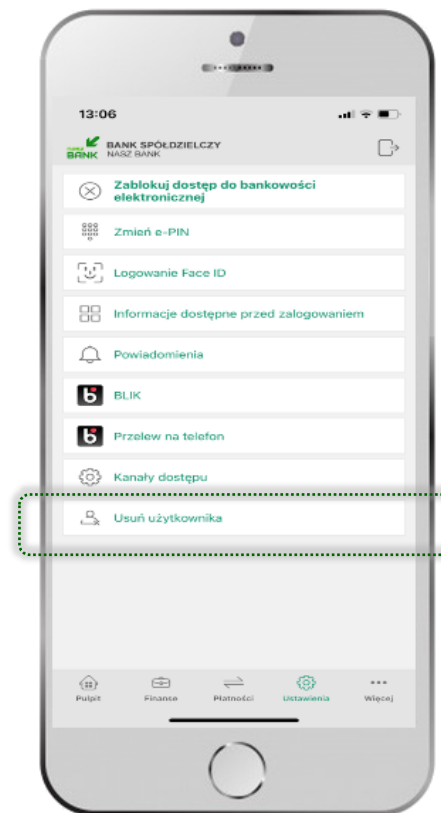 13:06
BANK SPÓŁDZIELCZY
BANK NASZ BANK
Zablokuj dostęp do bankowości
elektronicznej
Zmień e-PIN
Logowanie Face ID
Informacje dostępne przed zalogowaniem
Powiadomienia
BLIK
Przelew na telefon
Kanały dostępu
Usuń użytkownika
Pulpit Finanse Płatności Ustawienia Więcej